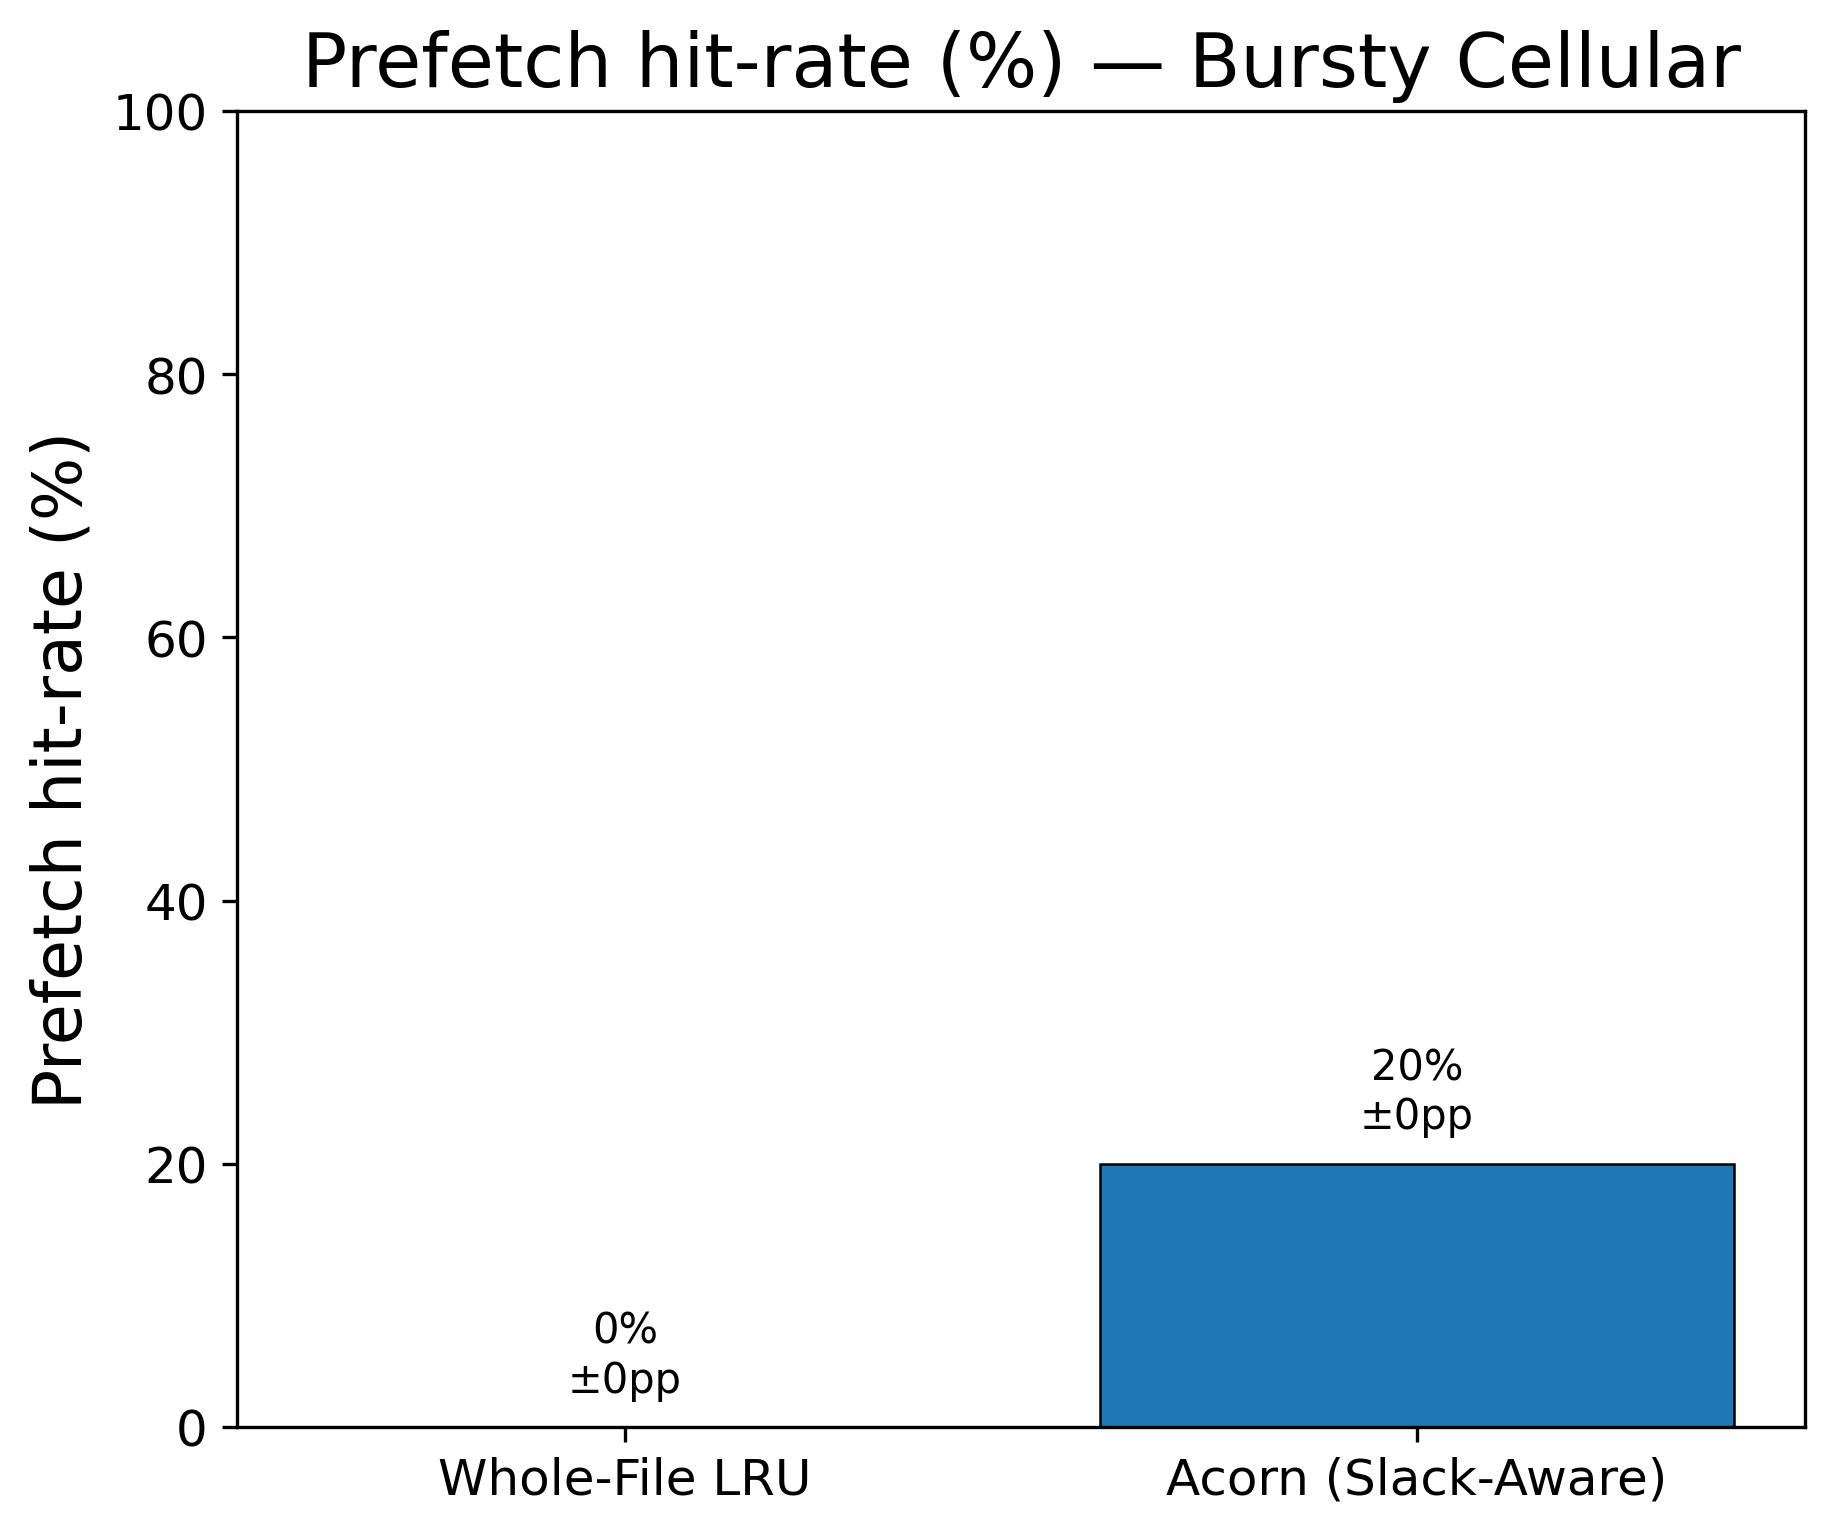 Prefetch hit-rate (%) — Bursty Cellular
Prefetch hit-rate (%)
100
80
60
40
20
0
20%
±0pp
0%
±0pp
Whole-File LRU
Acorn (Slack-Aware)